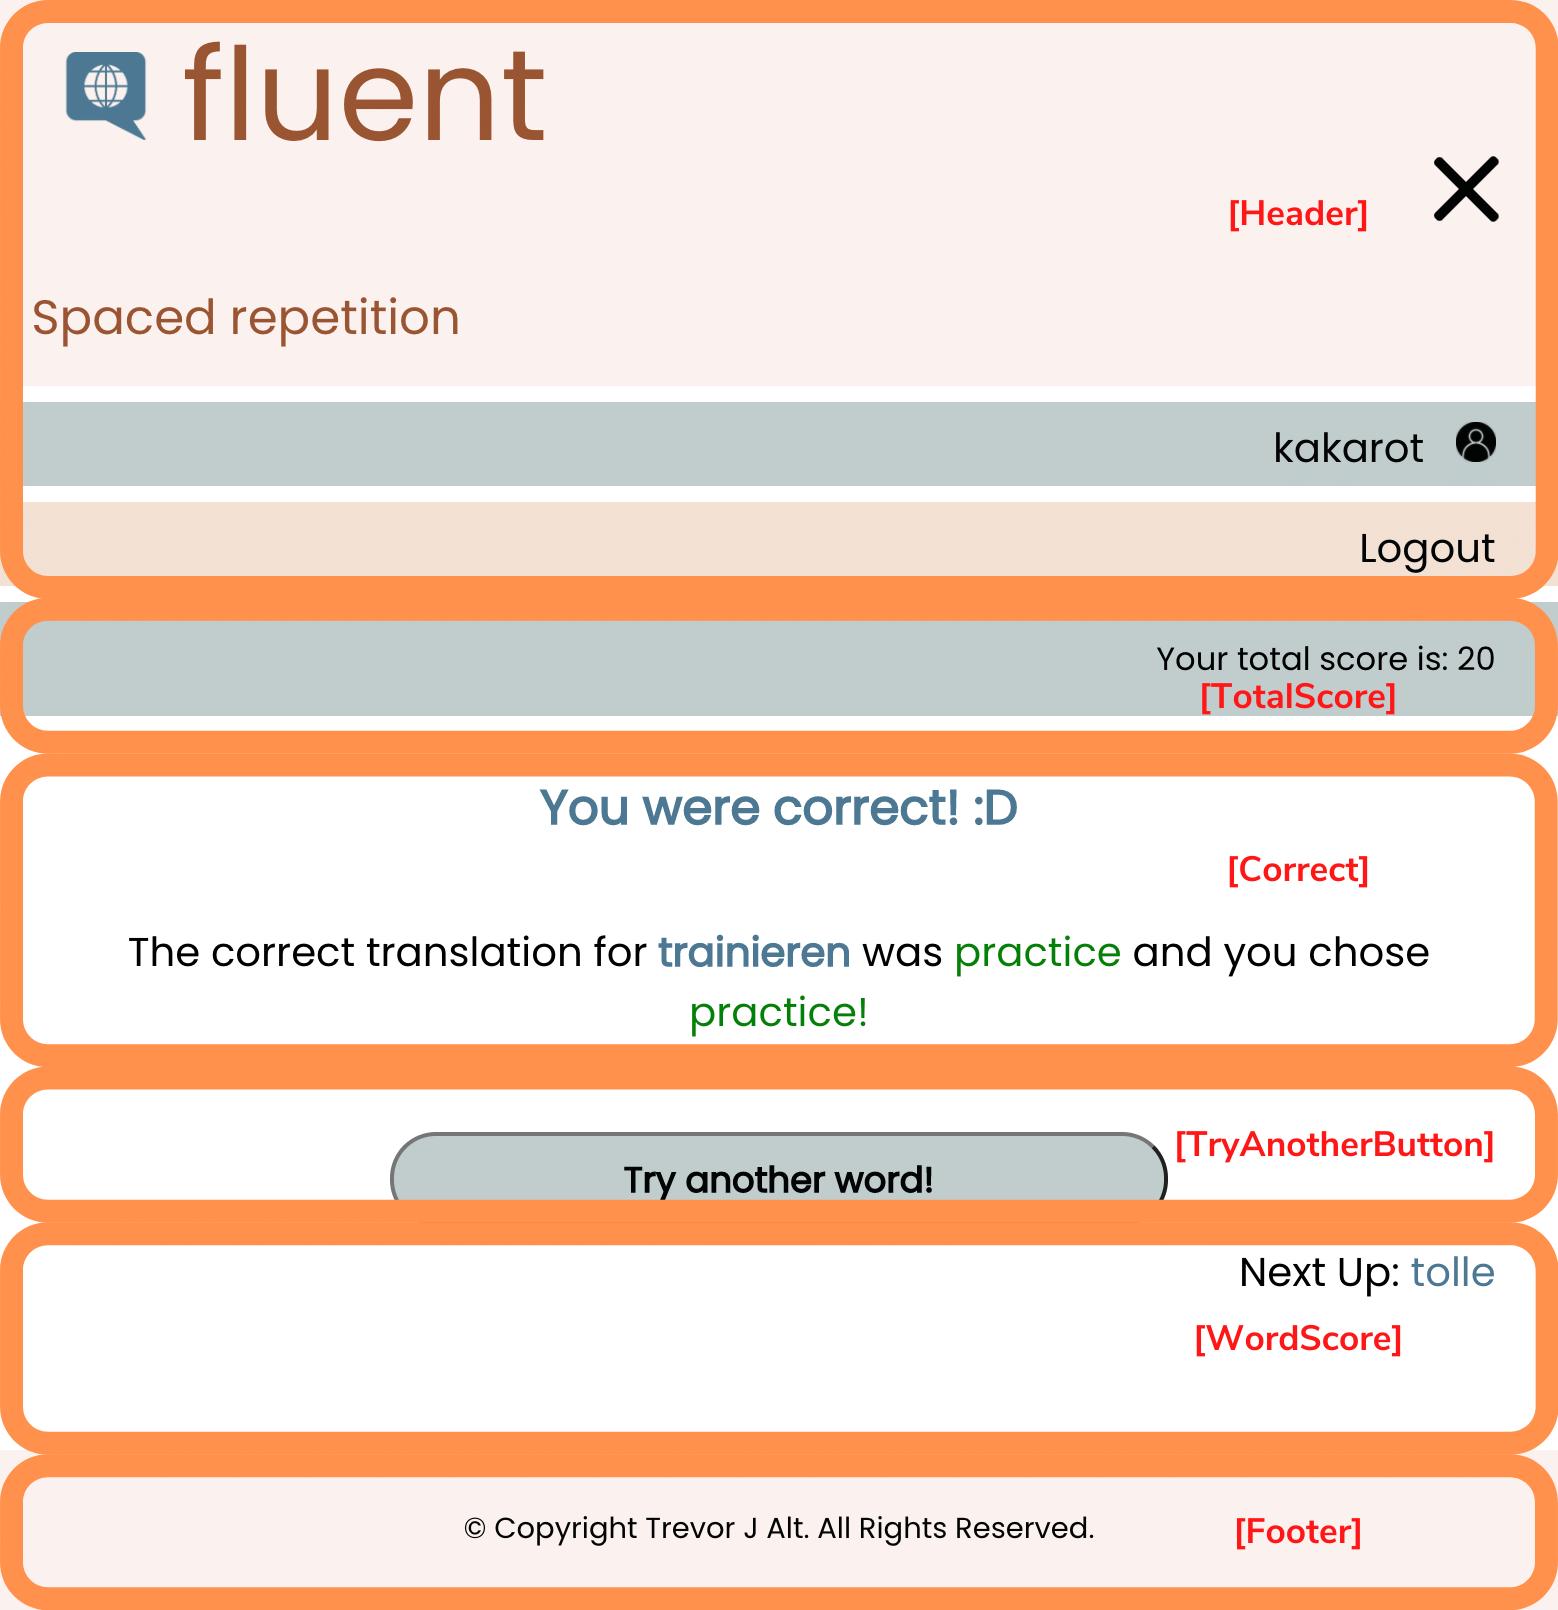 fluent
[Header]
Spaced repetition
kakarot
Logout
Your total score is: 20
[TotalScore]
You were correct! :D
[Correct]
The correct translation for trainieren was practice and you chose
practice!
[TryAnotherButton]
Try another word!
Next Up: tolle
[WordScore]
© Copyright Trevor J Alt. All Rights Reserved.
[Footer]